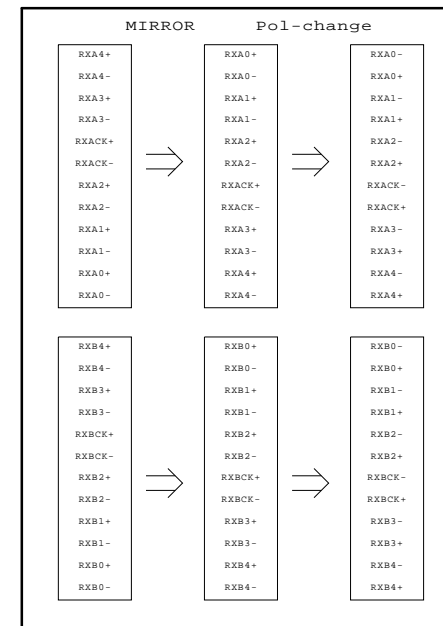 MIRROR Pol-change
RXA4+ RXA0+ RXA0-
RXA4- RXA0- RXA0+
RXA3+ RXA1+ RXA1-
RXA3- RXA1- RXA1+
RXACK+ RXA2+ RXA2-
RXACK- RXA2- RXA2+
RXA2+ RXACK+ RXACK-
RXA2- RXACK- RXACK+
RXA1+ RXA3+ RXA3-
RXA1- RXA3- RXA3+
RXA0+ RXA4+ RXA4-
RXA0- RXA4- RXA4+
RXB4+ RXB0+ RXB0-
RXB4- RXB0- RXB0+
RXB3+ RXB1+ RXB1-
RXB3- RXB1- RXB1+
RXBCK+ RXB2+ RXB2-
RXBCK- RXB2- RXB2+
RXB2+ RXBCK+ RXBCK-
RXB2- RXBCK- RXBCK+
RXB1+ RXB3+ RXB3-
RXB1- RXB3- RXB3+
RXB0+ RXB4+ RXB4-
RXB0- RXB4- RXB4+